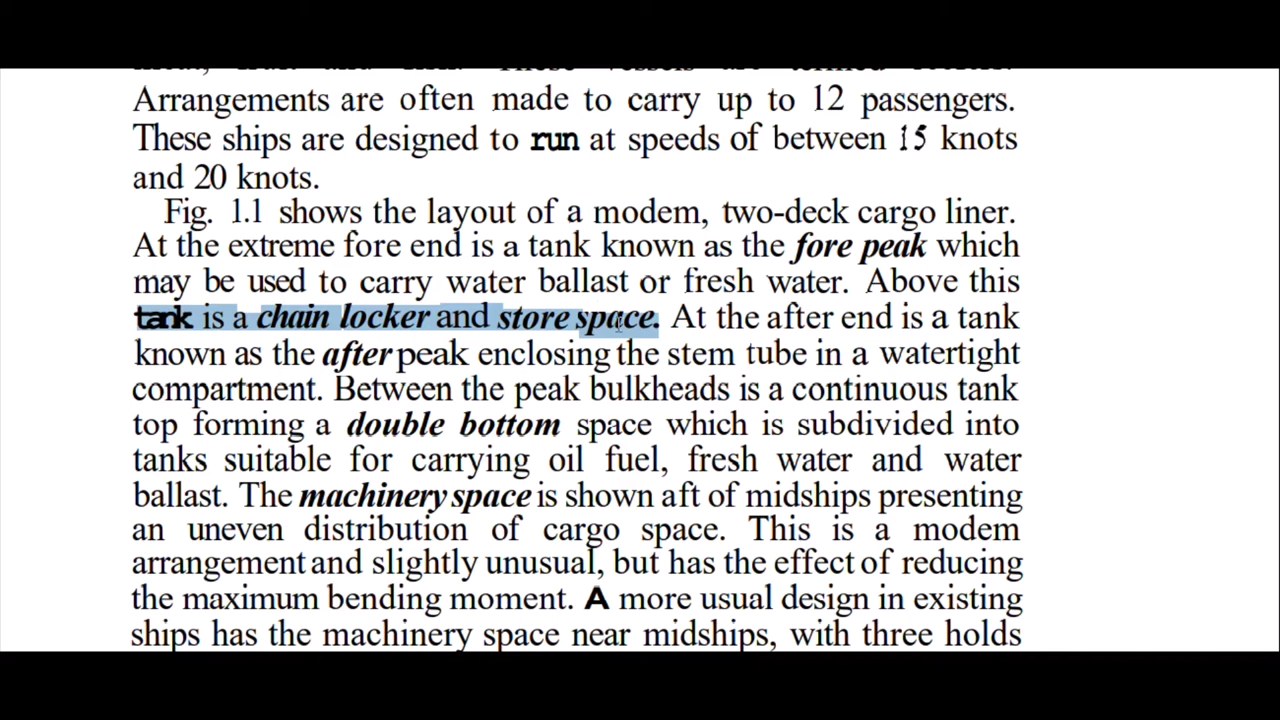 Arrangements are often made to carry up to 12 passengers.
These ships are designed to run at speeds of between 15 knots
and 20 knots.
Fig. 1.1 shows the layout of a modem, two-deck cargo liner.
At the extreme fore end is a tank known as the fore peak which
may be used to carry water ballast or fresh water. Above this
tank is a chain locker and store space. At the after end is a tank
known as the after peak enclosing the stem tube in a watertight
compartment. Between the peak bulkheads is a continuous tank
top forming a double bottom space which is subdivided into
tanks suitable for carrying oil fuel, fresh water and water
ballast. The machinery space is shown aft of midships presenting
an uneven distribution of cargo space. This is a modem
arrangement and slightly unusual, but has the effect of reducing
the maximum bending moment. A more usual design in existing
ships has the machinery space near midships, with three holds